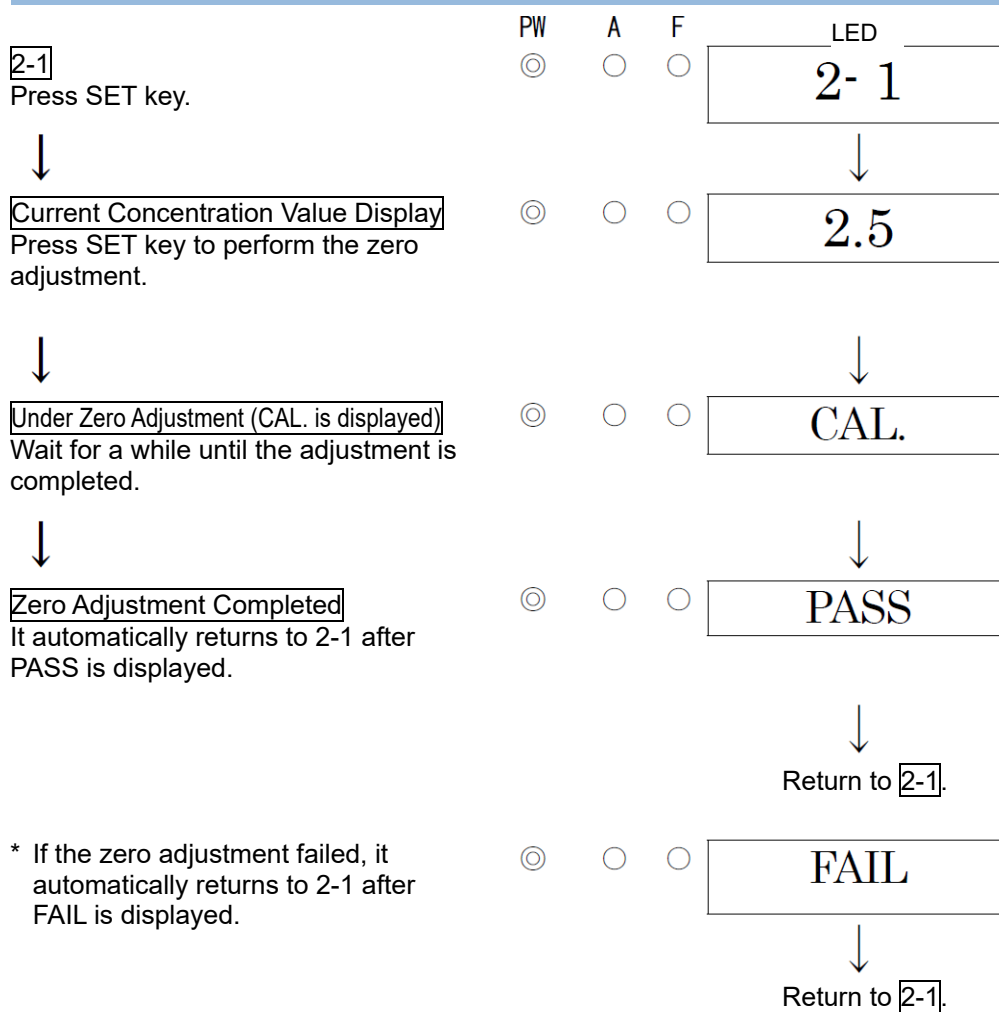 PW A F LED
2-1
Press SET key.
2- 1
Current Concentration Value Display
Press SET key to perform the zero
adjustment.
2.5
Under Zero Adjustment (CAL. is displayed)
Wait for a while until the adjustment is
completed.
CAL.
Zero Adjustment Completed
It automatically returns to 2-1 after
PASS is displayed.
PASS
Return to 2-1.
* If the zero adjustment failed, it
automatically returns to 2-1 after
FAIL is displayed.
FAIL
Return to 2-1.